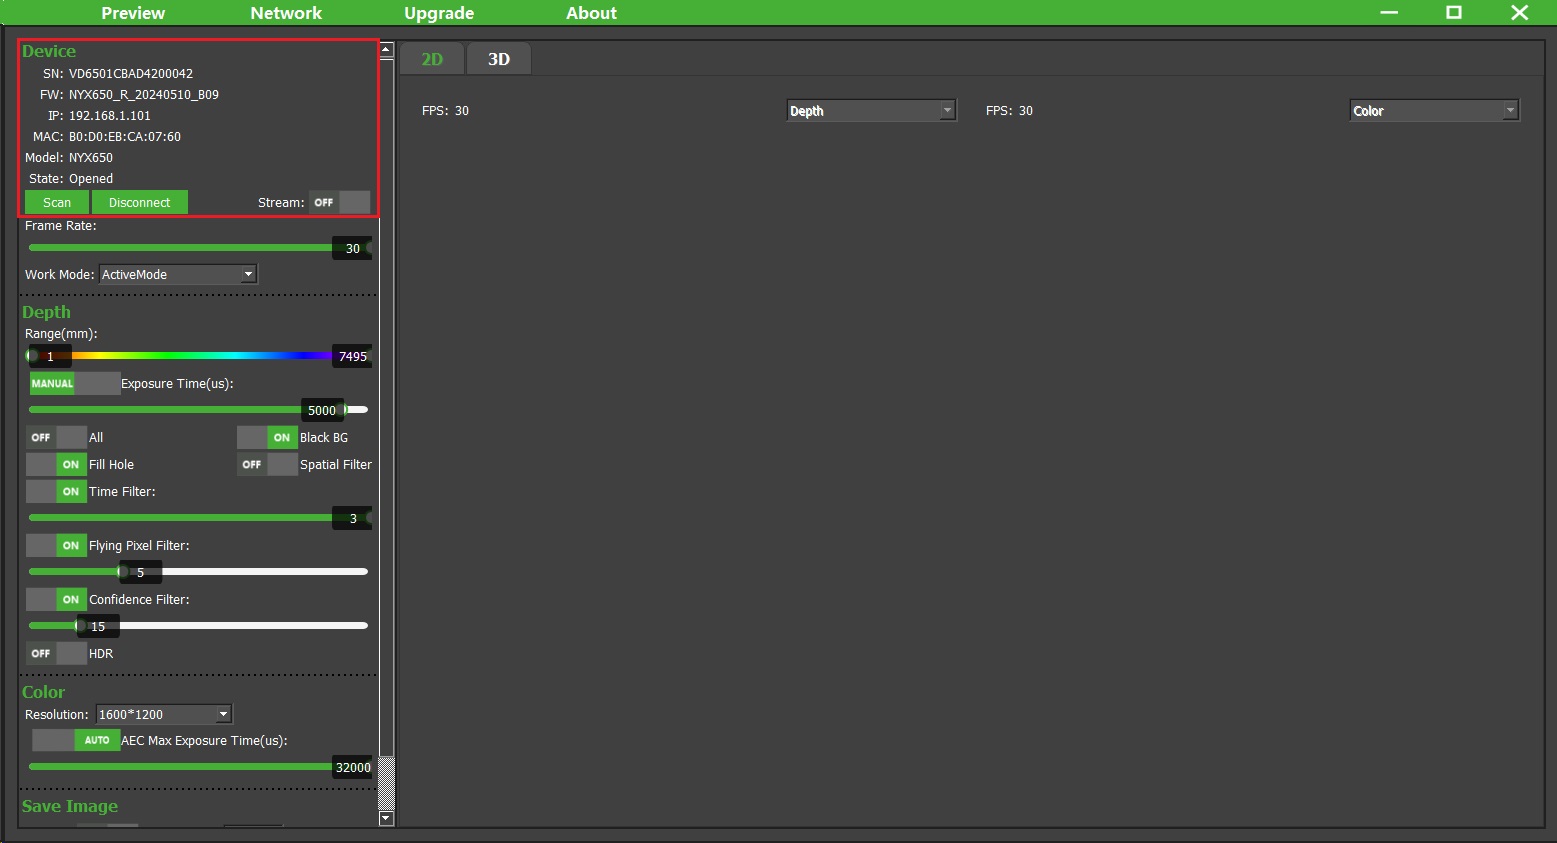 Preview Network Upgrade About
Device
SN: VD6501CBAD4200042
FW: NYX650_R_20240510_B09
IP: 192.168.1.101
MAC: B0:D0:EB:CA:07:60
Model: NYX650
State: Opened
Scan Disconnect Stream: OFF
Frame Rate:
30
Work Mode: ActiveMode
Depth
Range(mm):
1 7495
MANUAL Exposure Time(us):
5000
OFF All ON Black BG
ON Fill Hole OFF Spatial Filter
ON Time Filter:
3
ON Flying Pixel Filter:
5
ON Confidence Filter:
15
OFF HDR
Color
Resolution: 1600*1200
AUTO AEC Max Exposure Time(us):
32000
Save Image
2D 3D
FPS: 30 Depth FPS: 30 Color